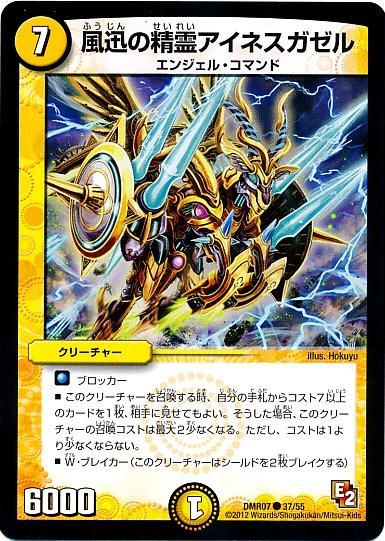 7
ふうじん せいれい
風迅の精霊アイネスガゼル
エンジェル・コマンド
クリーチャー
illus. Hokuyu
ブロッカー
■ このクリーチャーを召喚する時、自分の手札からコスト7以上
のカードを1枚、相手に見せてもよい。そうした場合、このクリ
ーチャーの召喚コストは最大2少なくなる。ただし、コストは1よ
り少なくならない。
■ W・ブレイカー(このクリーチャーはシールドを2枚ブレイクする)
6000
1
DMR07 ● 37/55
E2
©2012 Wizards/Shogakukan/Mitsui-Kids